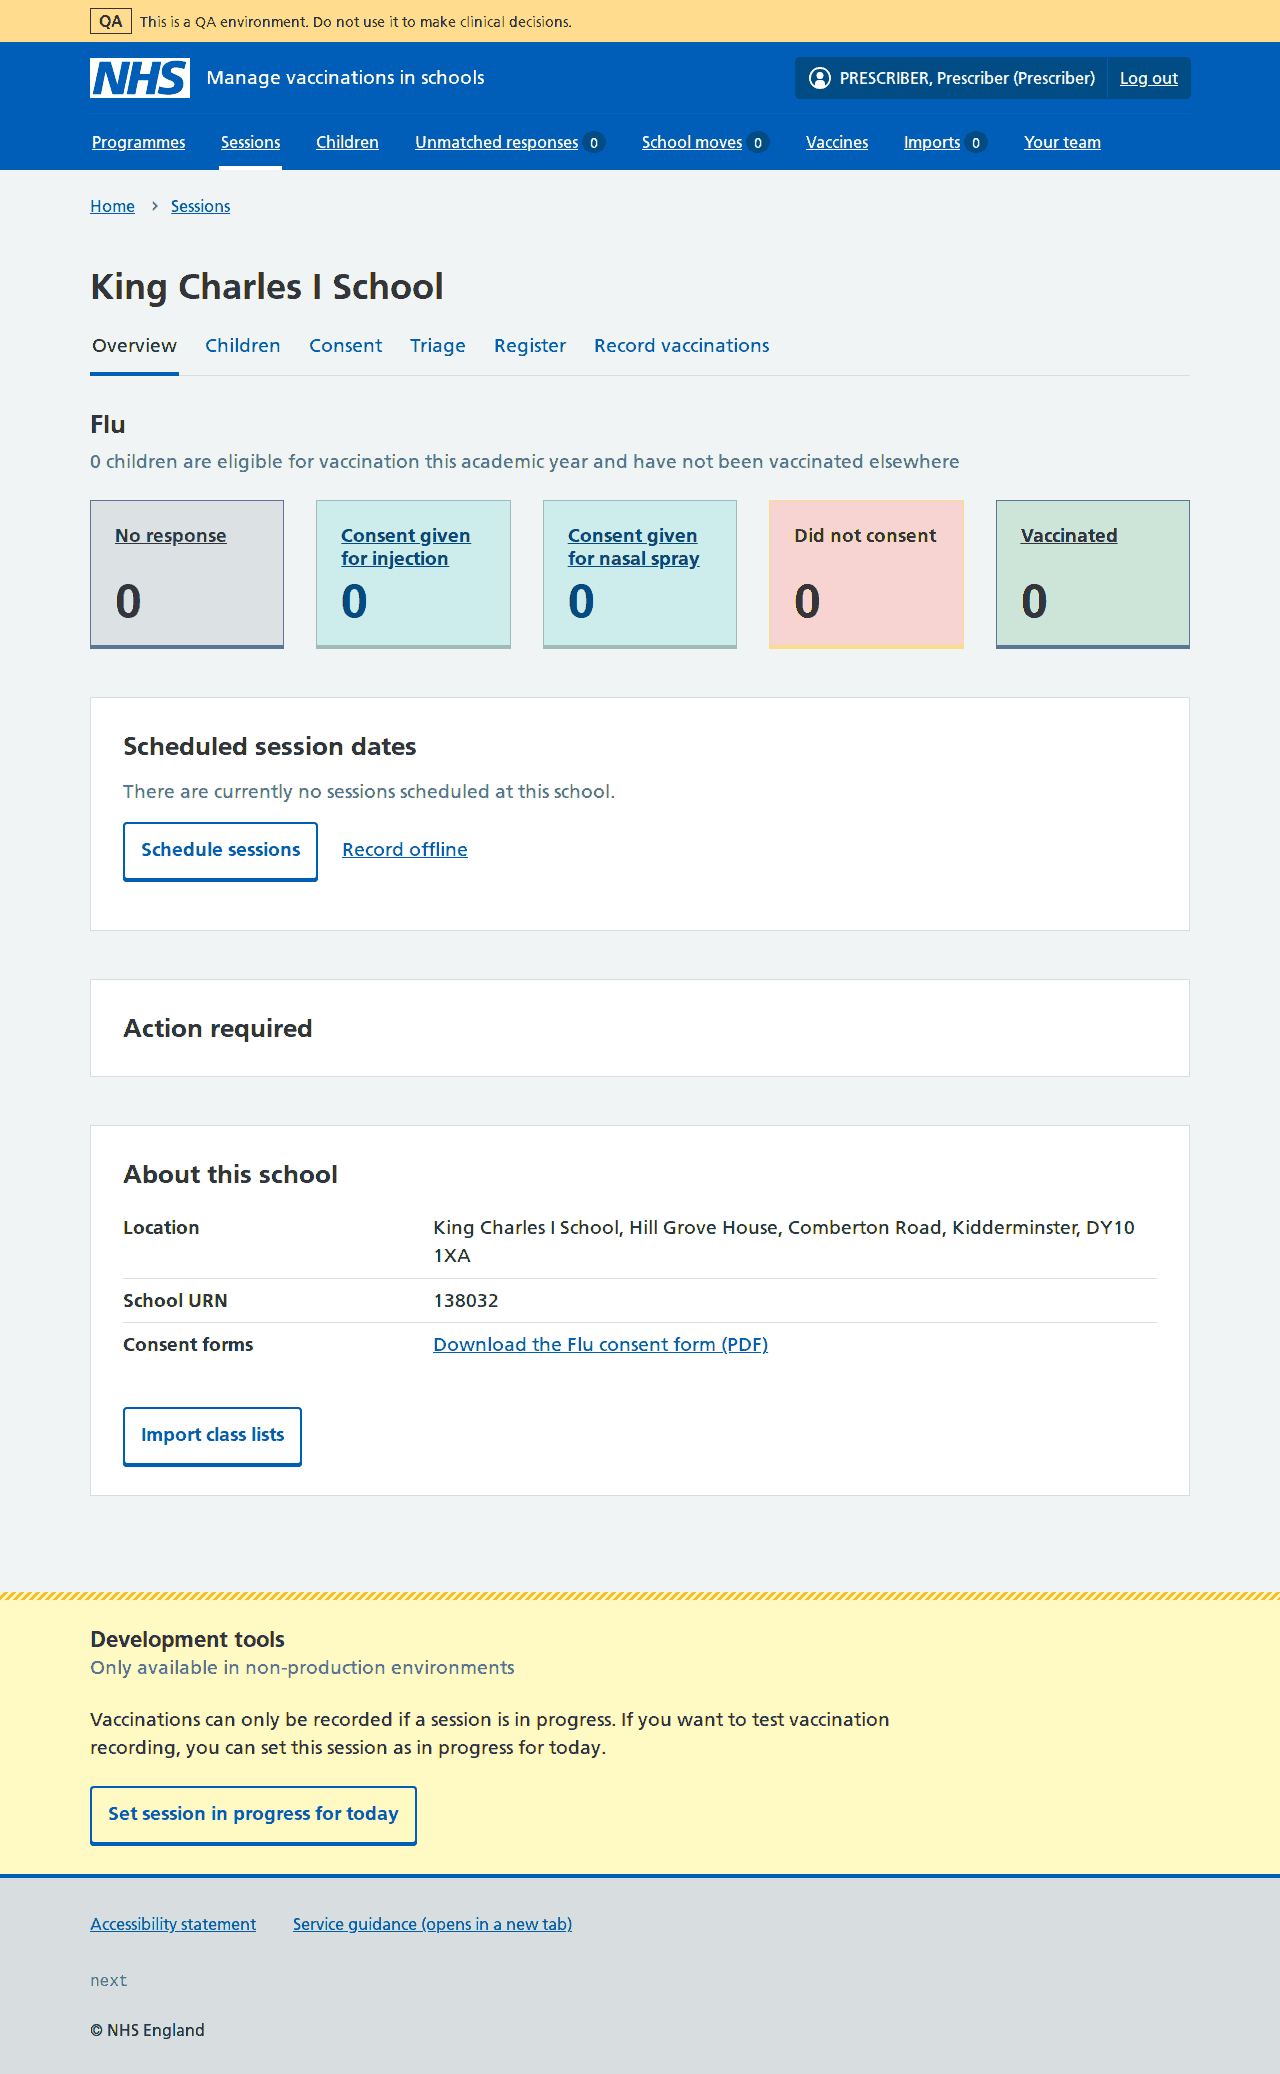 QA This is a QA environment. Do not use it to make clinical decisions.
NHS Manage vaccinations in schools PRESCRIBER, Prescriber (Prescriber) Log out
Programmes Sessions Children Unmatched responses 0 School moves 0 Vaccines Imports 0 Your team
Home > Sessions
King Charles I School
Overview Children Consent Triage Register Record vaccinations
Flu
0 children are eligible for vaccination this academic year and have not been vaccinated elsewhere
No response
0
Consent given
for injection
0
Consent given
for nasal spray
0
Did not consent
0
Vaccinated
0
Scheduled session dates
There are currently no sessions scheduled at this school.
Schedule sessions Record offline
Action required
About this school
Location King Charles I School, Hill Grove House, Comberton Road, Kidderminster, DY10
1XA
School URN 138032
Consent forms Download the Flu consent form (PDF)
Import class lists
Development tools
Only available in non-production environments
Vaccinations can only be recorded if a session is in progress. If you want to test vaccination
recording, you can set this session as in progress for today.
Set session in progress for today
Accessibility statement Service guidance (opens in a new tab)
next
© NHS England